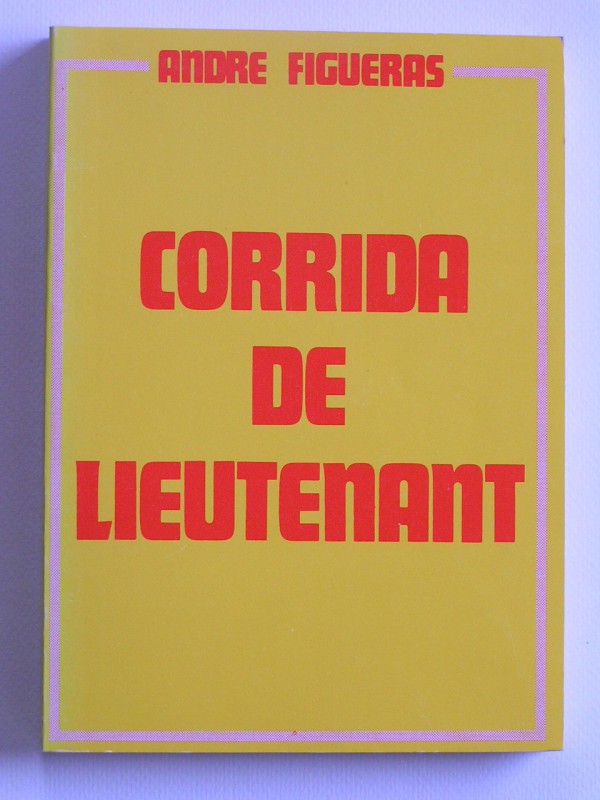 ANDRE FIGUERAS
CORRIDA
DE
LIEUTENANT